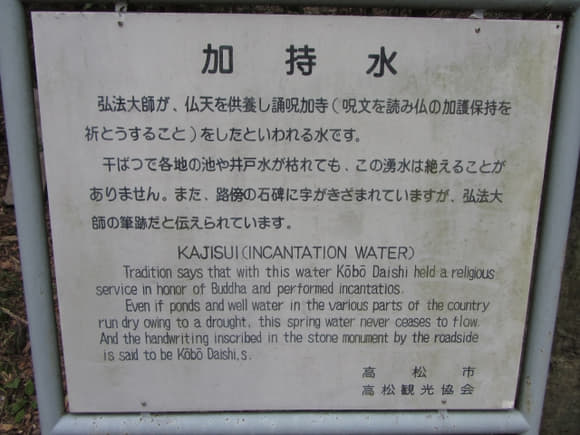 加持水
弘法大師が、仏天を供養し誦呪加寺(呪文を読み仏の加護保持を
祈とうすること)をしたといわれる水です。
干ばつで各地の池や井戸水が枯れても、この湧水は絶えることが
ありません。また、路傍の石碑に字がきざまれていますが、弘法大
師の筆跡だと伝えられています。
KAJISUI(INCANTATION WATER)
Tradition says that with this water Kōbō Daishi held a religious
service in honor of Buddha and performed incantatios.
Even if ponds and well water in the various parts of the country
run dry owing to a drought, this spring water never ceases to flow.
And the handwriting inscribed in the stone monument by the roadside
is said to be Kōbō Daishi,s.
高松市
高松観光協会